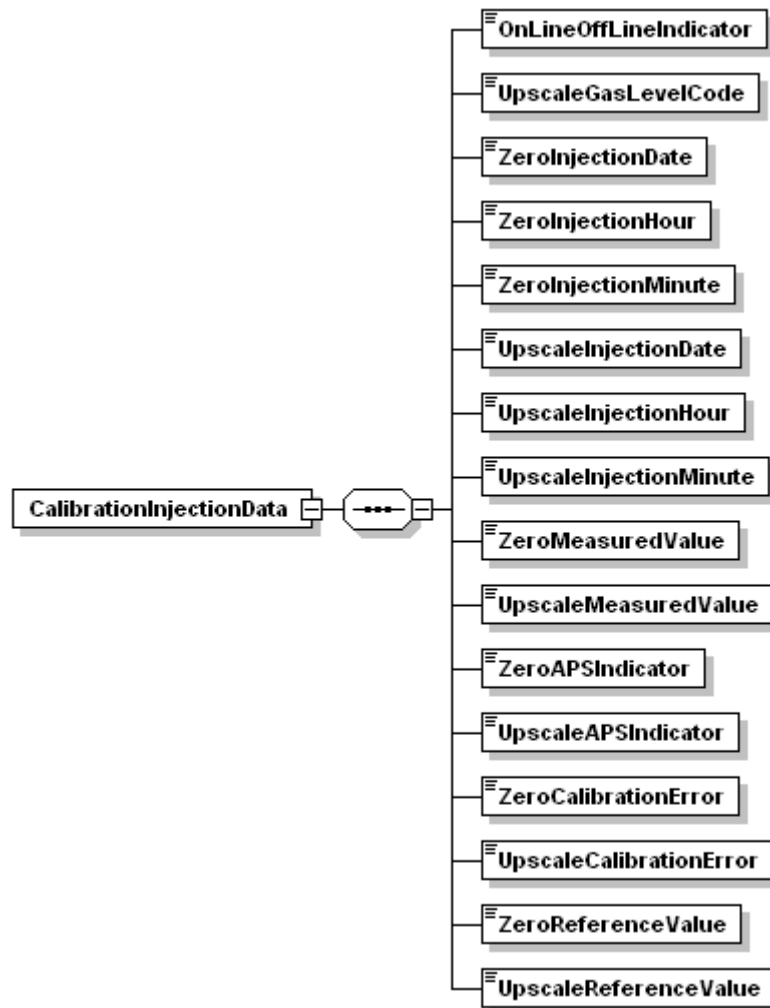 OnLineOffLineIndicator
UpscaleGasLevelCode
ZeroInjectionDate
ZeroInjectionHour
ZeroInjectionMinute
UpscaleInjectionDate
UpscaleInjectionHour
UpscaleInjectionMinute
CalibrationInjectionData
ZeroMeasuredValue
UpscaleMeasuredValue
ZeroAPSIndicator
UpscaleAPSIndicator
ZeroCalibrationError
UpscaleCalibrationError
ZeroReferenceValue
UpscaleReferenceValue